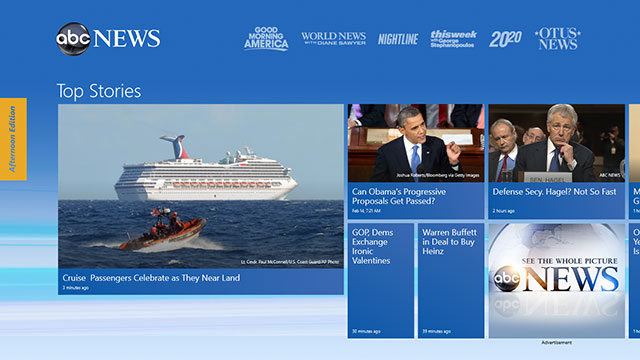 abc NEWS
GOOD
MORNING
AMERICA
WORLD NEWS
WITH DIANE SAWYER
NIGHTLINE
thisweek
with George
Stephanopoulos
2020
OTUS
NEWS
Top Stories
Afternoon Edition
Lt. Cmdr. Paul McConnell/U.S. Coast Guard/AP Photo
Cruise Passengers Celebrate as They Near Land
2 minutes ago
Joshua Roberts/Bloomberg via Getty Images
Can Obama's Progressive
Proposals Get Passed?
Feb 14, 7:21 AM
SEN. HAGEL
ABC NEWS
Defense Secy. Hagel? Not So Fast
2 hours ago
GOP, Dems
Exchange
Ironic
Valentines
30 minutes ago
Warren Buffett
in Deal to Buy
Heinz
39 minutes ago
SEE THE WHOLE PICTURE
abc NEWS
Advertisement